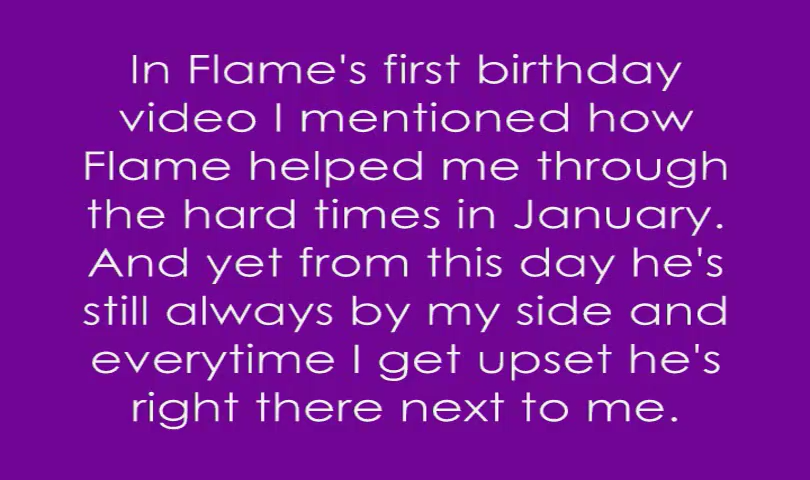 In Flame's first birthday
video I mentioned how
Flame helped me through
the hard times in January.
And yet from this day he's
still always by my side and
everytime I get upset he's
right there next to me.